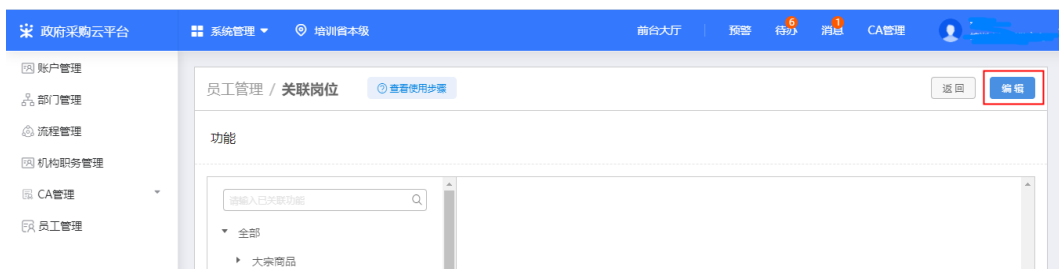 政府采购云平台 系统管理 培训省本级 前台大厅 预警 待办 6 消息 1 CA管理
账户管理
员工管理 / 关联岗位 查看使用步骤 返回 编辑
部门管理
流程管理
功能
机构职务管理
CA管理
请输入已关联功能
员工管理
全部
大宗商品